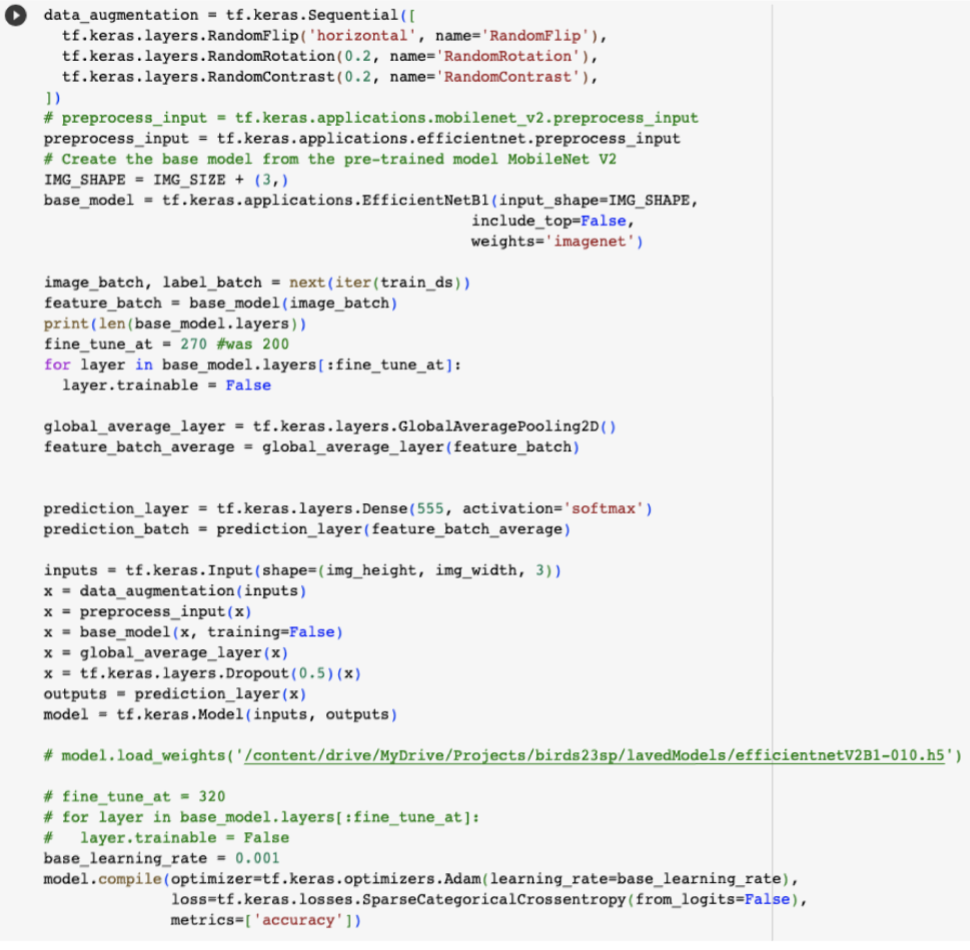 data_augmentation = tf.keras.Sequential([
  tf.keras.layers.RandomFlip('horizontal', name='RandomFlip'),
  tf.keras.layers.RandomRotation(0.2, name='RandomRotation'),
  tf.keras.layers.RandomContrast(0.2, name='RandomContrast'),
])
# preprocess_input = tf.keras.applications.mobilenet_v2.preprocess_input
preprocess_input = tf.keras.applications.efficientnet.preprocess_input
# Create the base model from the pre-trained model MobileNet V2
IMG_SHAPE = IMG_SIZE + (3,)
base_model = tf.keras.applications.EfficientNetB1(input_shape=IMG_SHAPE,
                                               include_top=False,
                                               weights='imagenet')

image_batch, label_batch = next(iter(train_ds))
feature_batch = base_model(image_batch)
print(len(base_model.layers))
fine_tune_at = 270 #was 200
for layer in base_model.layers[:fine_tune_at]:
  layer.trainable = False

global_average_layer = tf.keras.layers.GlobalAveragePooling2D()
feature_batch_average = global_average_layer(feature_batch)


prediction_layer = tf.keras.layers.Dense(555, activation='softmax')
prediction_batch = prediction_layer(feature_batch_average)

inputs = tf.keras.Input(shape=(img_height, img_width, 3))
x = data_augmentation(inputs)
x = preprocess_input(x)
x = base_model(x, training=False)
x = global_average_layer(x)
x = tf.keras.layers.Dropout(0.5)(x)
outputs = prediction_layer(x)
model = tf.keras.Model(inputs, outputs)

# model.load_weights('/content/drive/MyDrive/Projects/birds23sp/lavedModels/efficientnetV2B1-010.h5')

# fine_tune_at = 320
# for layer in base_model.layers[:fine_tune_at]:
#   layer.trainable = False
base_learning_rate = 0.001
model.compile(optimizer=tf.keras.optimizers.Adam(learning_rate=base_learning_rate),
              loss=tf.keras.losses.SparseCategoricalCrossentropy(from_logits=False),
              metrics=['accuracy'])